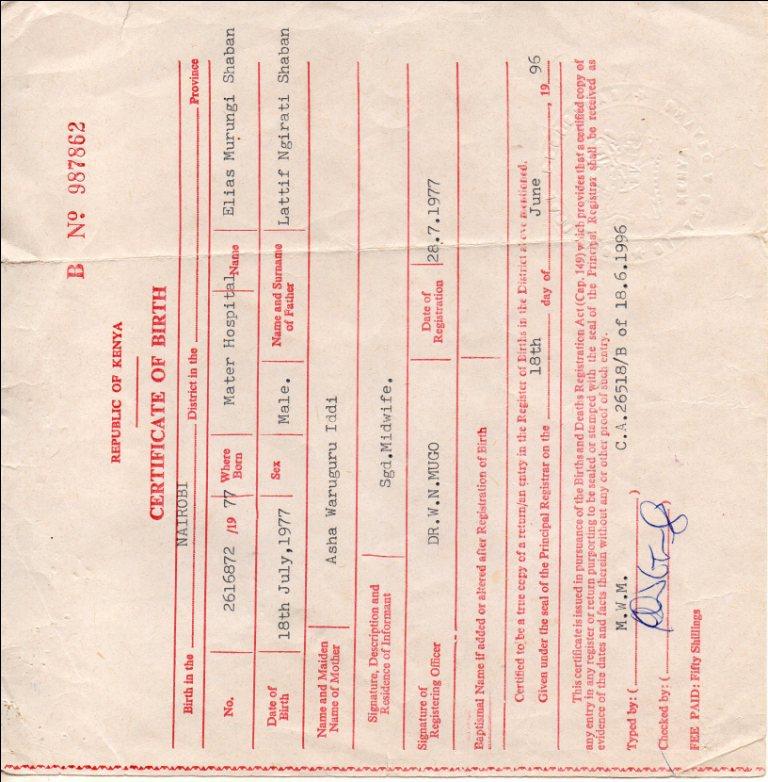 B Nº 987862
REPUBLIC OF KENYA
CERTIFICATE OF BIRTH
Birth in the NAIROBI District in the Province
No. 2616872 /19 77 Where Born Mater Hospital Name Elias Murungi Shaban
Date of Birth 18th July,1977 Sex Male. Name and Surname of Father Lattif Ngirati Shaban
Name and Maiden Name of Mother Asha Waruguru Iddi
Signature, Description and Residence of Informant Sgd.Midwife.
Signature of Registering Officer DR.W.N.MUGO Date of Registration 28.7.1977
Baptismal Name if added or altered after Registration of Birth
Certified to be a true copy of a return/an entry in the Register of Births in the District above mentioned.
Given under the seal of the Principal Registrar on the 18th day of June , 19 96
This certificate is issued in pursuance of the Births and Deaths Registration Act (Cap. 149) which provides that a certified copy of
any entry in any register or return purporting to be sealed or stamped with the seal of the Principal Registrar shall be received as
evidence of the dates and facts therein without any or other proof of such entry.
Typed by: ( M.W.M. ) C.A.26518/B of 18.6.1996
Checked by: ( )
FEE PAID: Fifty Shillings